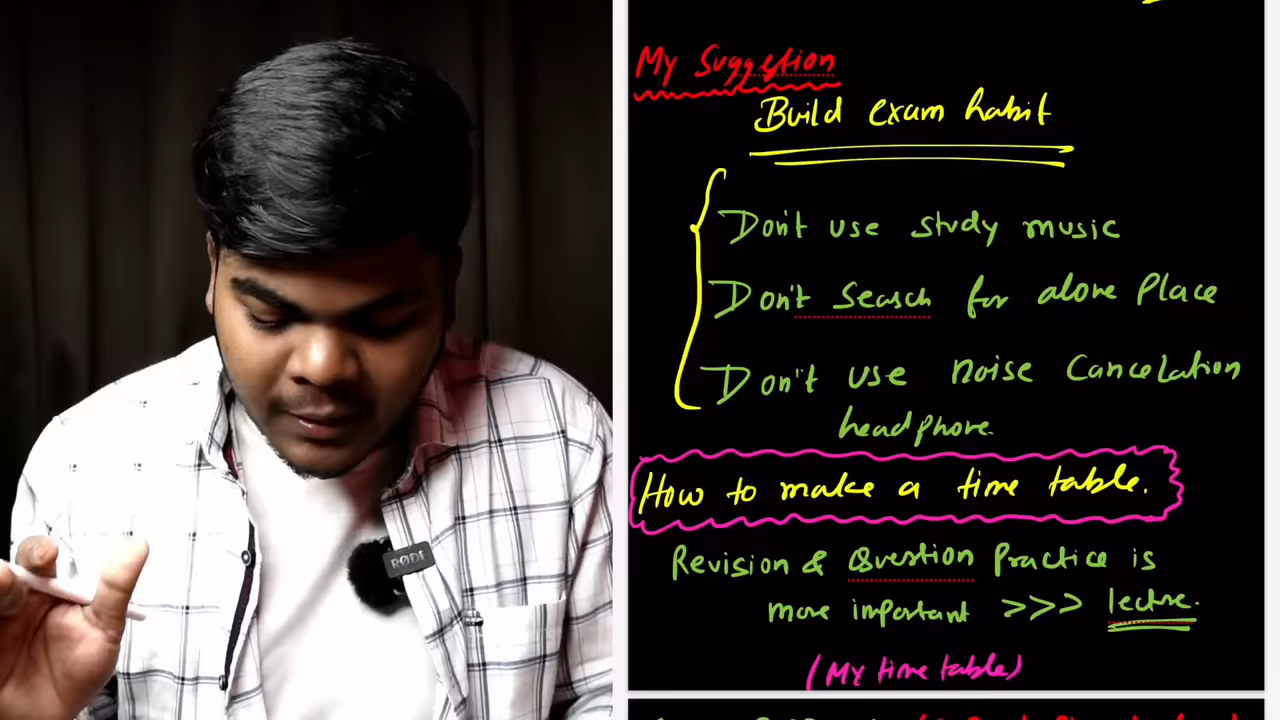 My Suggestion
Build exam habit
Don't use study music
Don't Search for alone Place
Don't use noise Cancelation
headphone.
How to make a time table.
Revision & Question Practice is
more important >>> lecture.
(My time table)
RODE